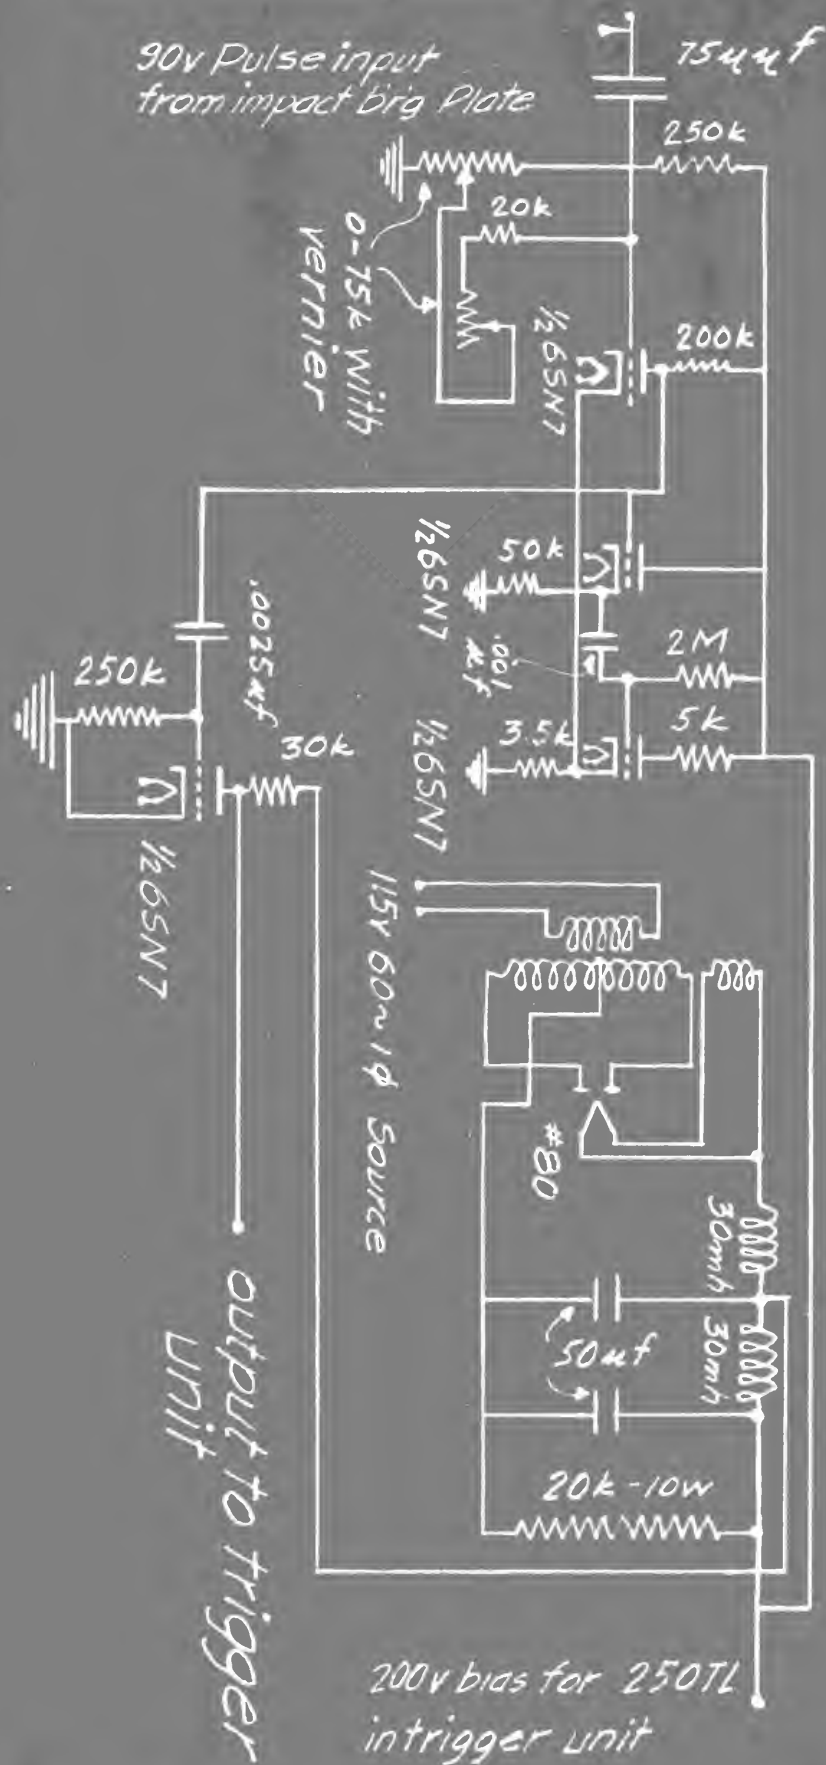 90v Pulse input
from impact brg Plate
75μμf
250k
20k
0-75k with
vernier
½6SN7
200k
½6SN7
50k
.001
μf
2M
.0025μf
250k
30k
½6SN7
3.5k
5k
½6SN7
115v 60~1ϕ Source
#80
30mh
30mh
50μf
20k-10w
output to trigger
unit
200v bias for 250TL
in trigger unit